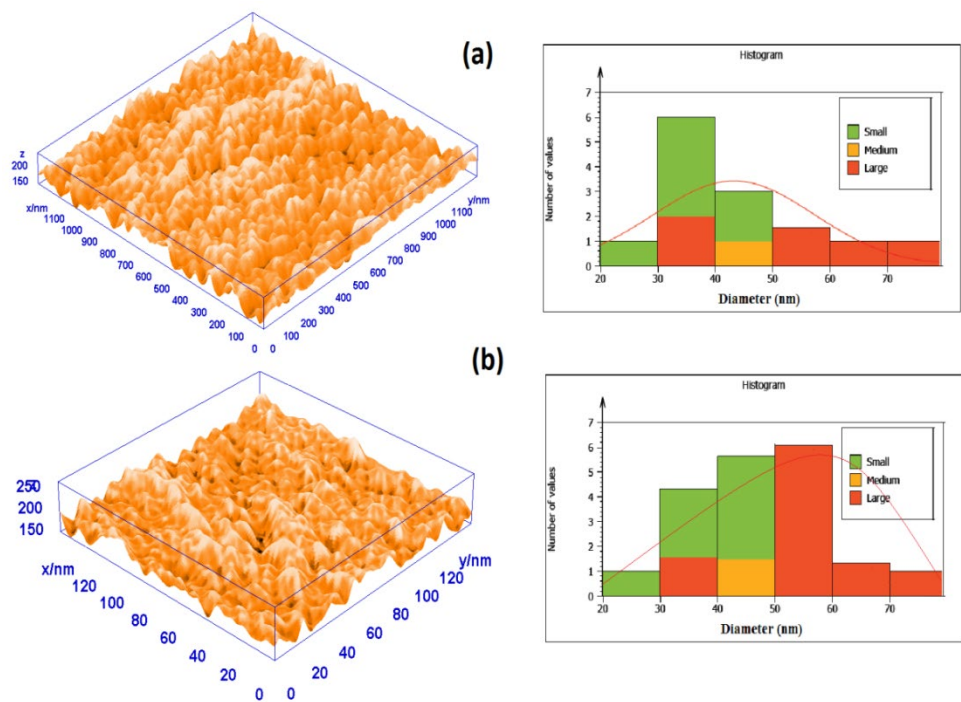 (a)
z
200
150
x/nm
1100
1000
900
800
700
600
500
400
300
200
100
0
0
100
200
300
400
500
600
700
800
900
1000
1100
y/nm
Histogram
Number of values
7
6
5
4
3
2
1
0
Small
Medium
Large
20 30 40 50 60 70
Diameter (nm)
(b)
250
200
150
x/nm
120
100
80
60
40
20
0
0
20
40
60
80
100
120
y/nm
Histogram
Number of values
7
6
5
4
3
2
1
0
Small
Medium
Large
20 30 40 50 60 70
Diameter (nm)